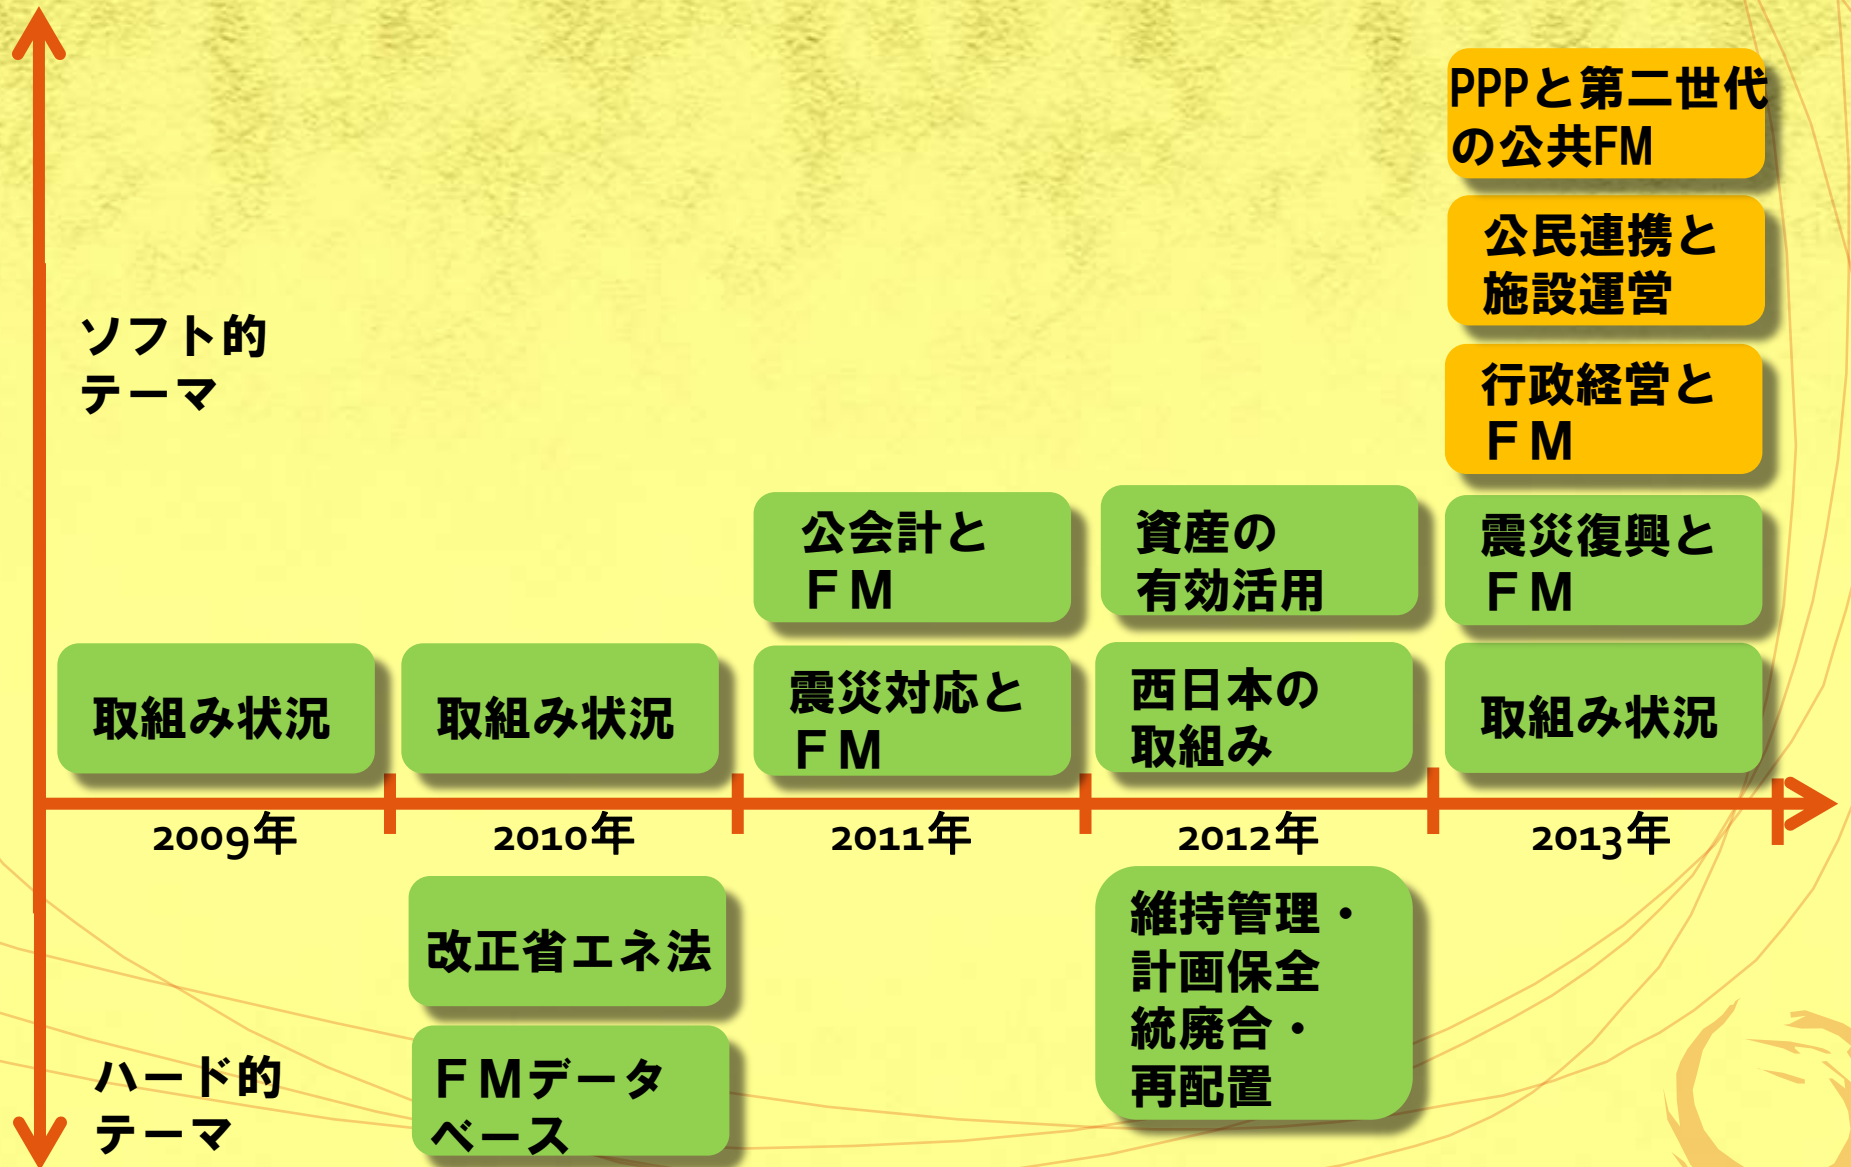 PPPと第二世代
の公共FM
公民連携と
施設運営
ソフト的
テーマ
行政経営と
ＦＭ
公会計と
ＦＭ
資産の
有効活用
震災復興と
ＦＭ
取組み状況
取組み状況
震災対応と
ＦＭ
西日本の
取組み
取組み状況
2009年
2010年
2011年
2012年
2013年
改正省エネ法
維持管理・
計画保全
統廃合・
再配置
ＦＭデータ
ベース
ハード的
テーマ